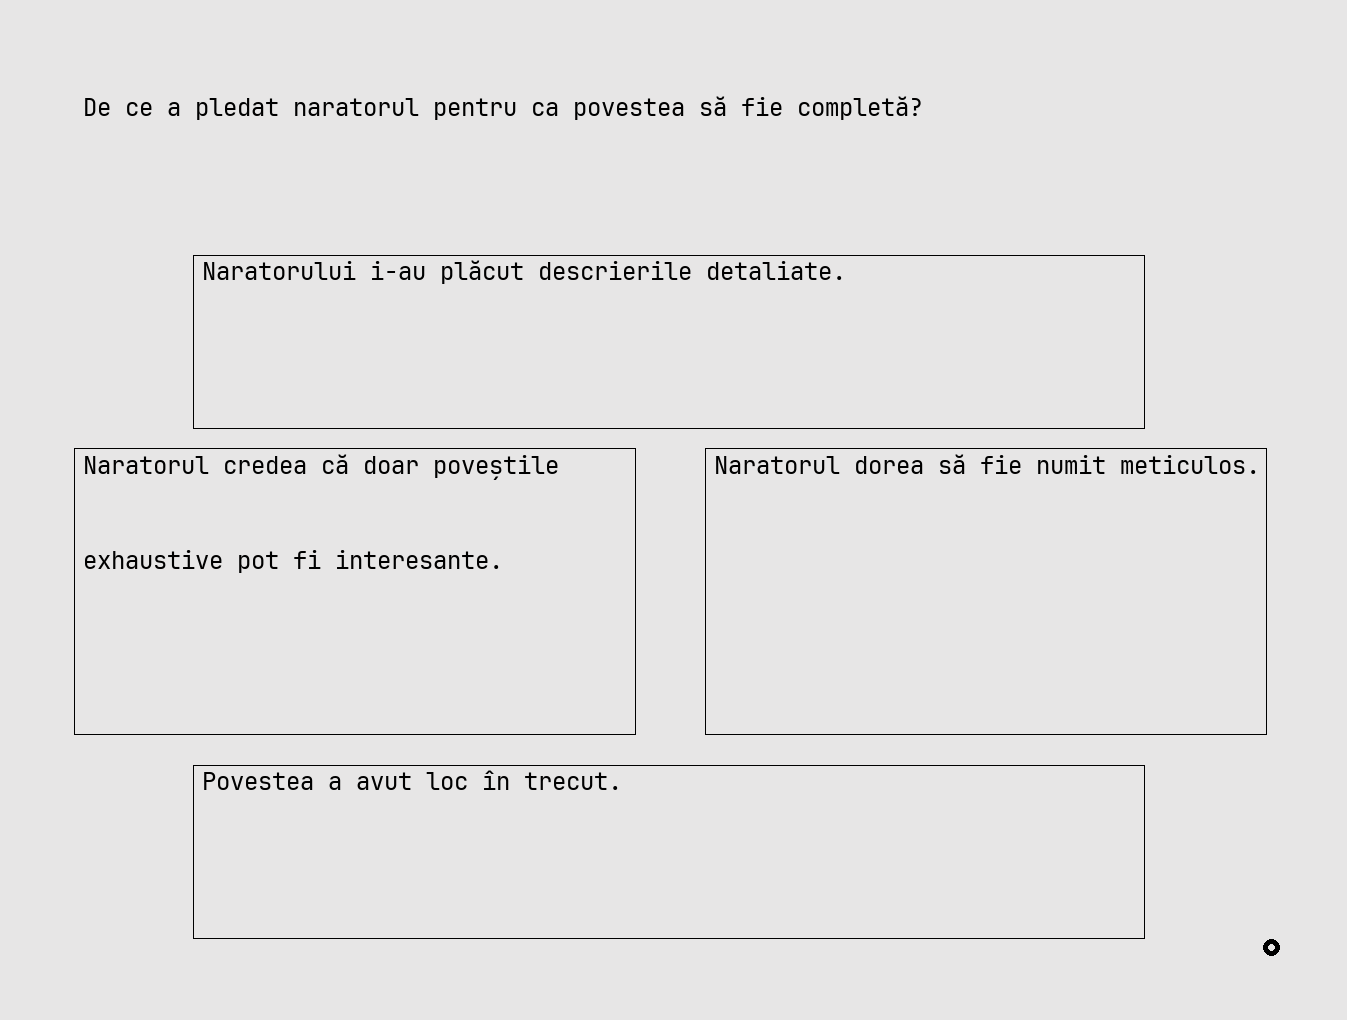 De ce a pledat naratorul pentru ca povestea să fie completă?
Naratorului i-au plăcut descrierile detaliate.
Naratorul credea că doar poveștile
exhaustive pot fi interesante.
Naratorul dorea să fie numit meticulos.
Povestea a avut loc în trecut.